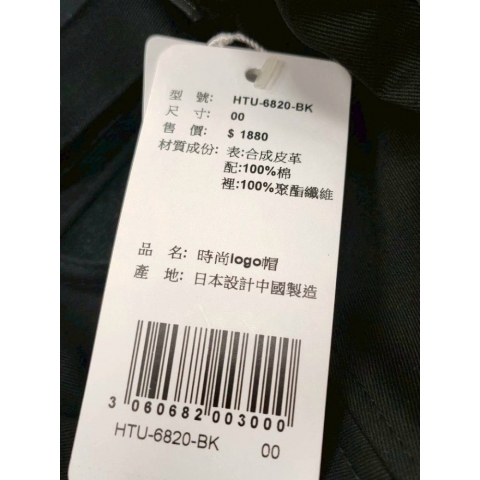 型 號: HTU-6820-BK
尺 寸: 00
售 價: $ 1880
材質成份: 表:合成皮革
配:100%棉
裡:100%聚酯纖維
品 名: 時尚logo帽
產 地: 日本設計中國製造
3 060682 003000
HTU-6820-BK 00